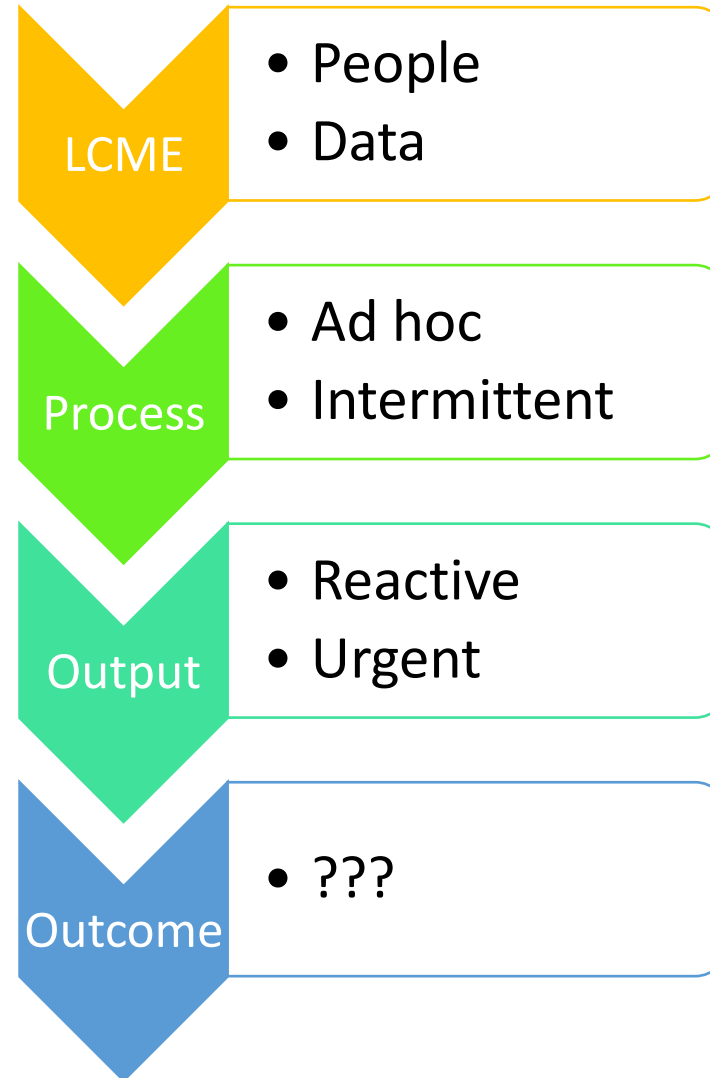 LCME
• People
• Data
Process
• Ad hoc
• Intermittent
Output
• Reactive
• Urgent
Outcome
• ???